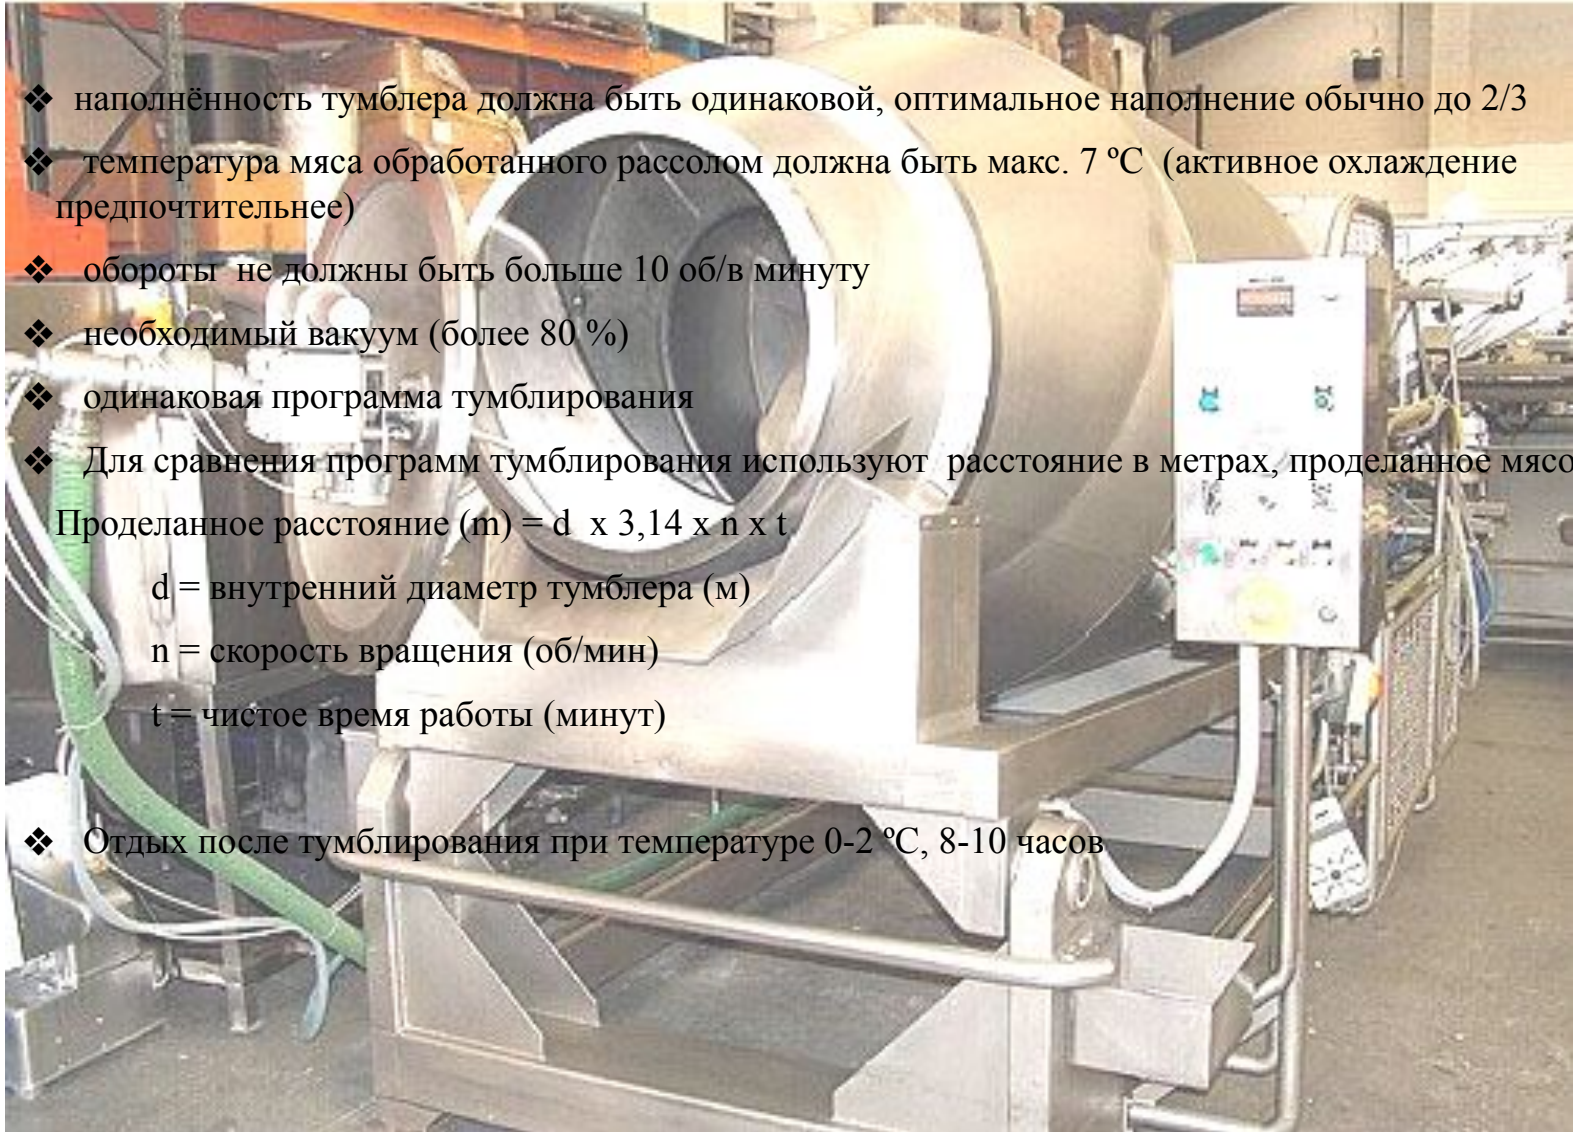 ❖ наполнённость тумблера должна быть одинаковой, оптимальное наполнение обычно до 2/3
❖ температура мяса обработанного рассолом должна быть макс. 7 ºС (активное охлаждение
предпочтительнее)
❖ обороты не должны быть больше 10 об/в минуту
❖ необходимый вакуум (более 80 %)
❖ одинаковая программа тумблирования
❖ Для сравнения программ тумблирования используют расстояние в метрах, проделанное мясо
Проделанное расстояние (m) = d x 3,14 x n x t
d = внутренний диаметр тумблера (м)
n = скорость вращения (об/мин)
t = чистое время работы (минут)
❖ Отдых после тумблирования при температуре 0-2 ºС, 8-10 часов